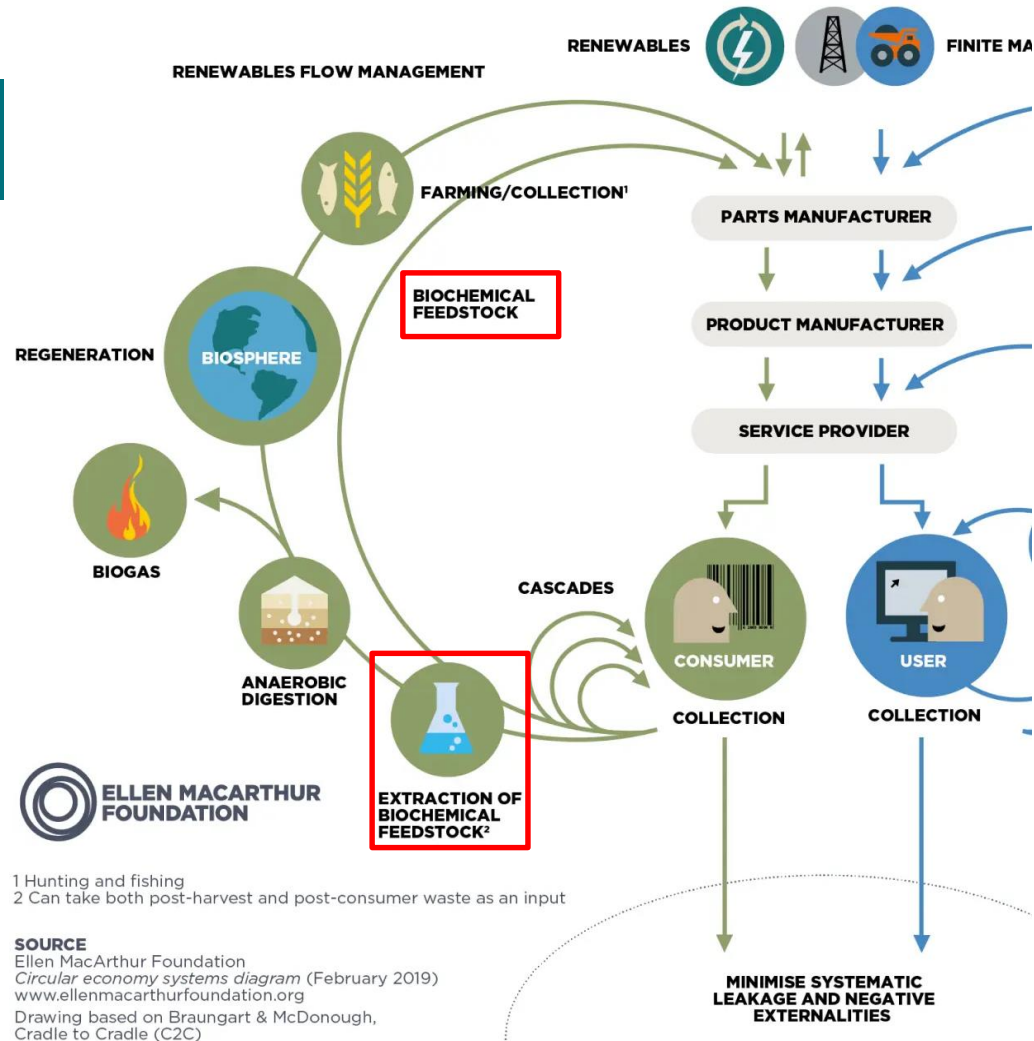 RENEWABLES
FINITE MA
RENEWABLES FLOW MANAGEMENT
FARMING/COLLECTION¹
PARTS MANUFACTURER
BIOCHEMICAL
FEEDSTOCK
PRODUCT MANUFACTURER
REGENERATION
BIOSPHERE
SERVICE PROVIDER
BIOGAS
CASCADES
ANAEROBIC
DIGESTION
CONSUMER
USER
COLLECTION
COLLECTION
EXTRACTION OF
BIOCHEMICAL
FEEDSTOCK²
ELLEN MACARTHUR
FOUNDATION
1 Hunting and fishing
2 Can take both post-harvest and post-consumer waste as an input
SOURCE
Ellen MacArthur Foundation
Circular economy systems diagram (February 2019)
www.ellenmacarthurfoundation.org
Drawing based on Braungart & McDonough,
Cradle to Cradle (C2C)
MINIMISE SYSTEMATIC
LEAKAGE AND NEGATIVE
EXTERNALITIES